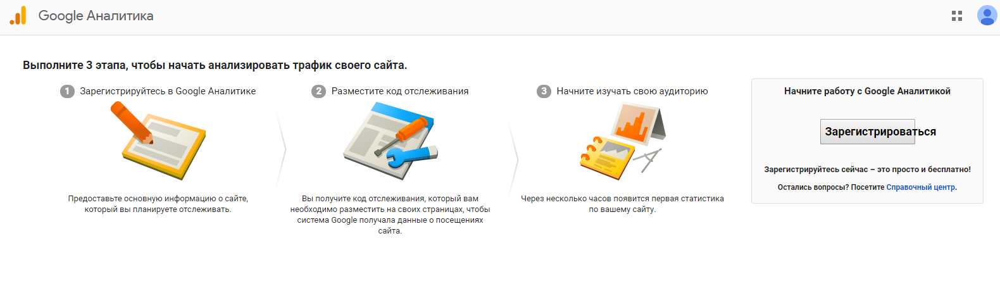 Google Аналитика
Выполните 3 этапа, чтобы начать анализировать трафик своего сайта.
1 Зарегистрируйтесь в Google Аналитике
Предоставьте основную информацию о сайте,
который вы планируете отслеживать.
2 Разместите код отслеживания
Вы получите код отслеживания, который вам
необходимо разместить на своих страницах, чтобы
система Google получала данные о посещениях
сайта.
3 Начните изучать свою аудиторию
Через несколько часов появится первая статистика
по вашему сайту.
Начните работу с Google Аналитикой
Зарегистрироваться
Зарегистрируйтесь сейчас – это просто и бесплатно!
Остались вопросы? Посетите Справочный центр.